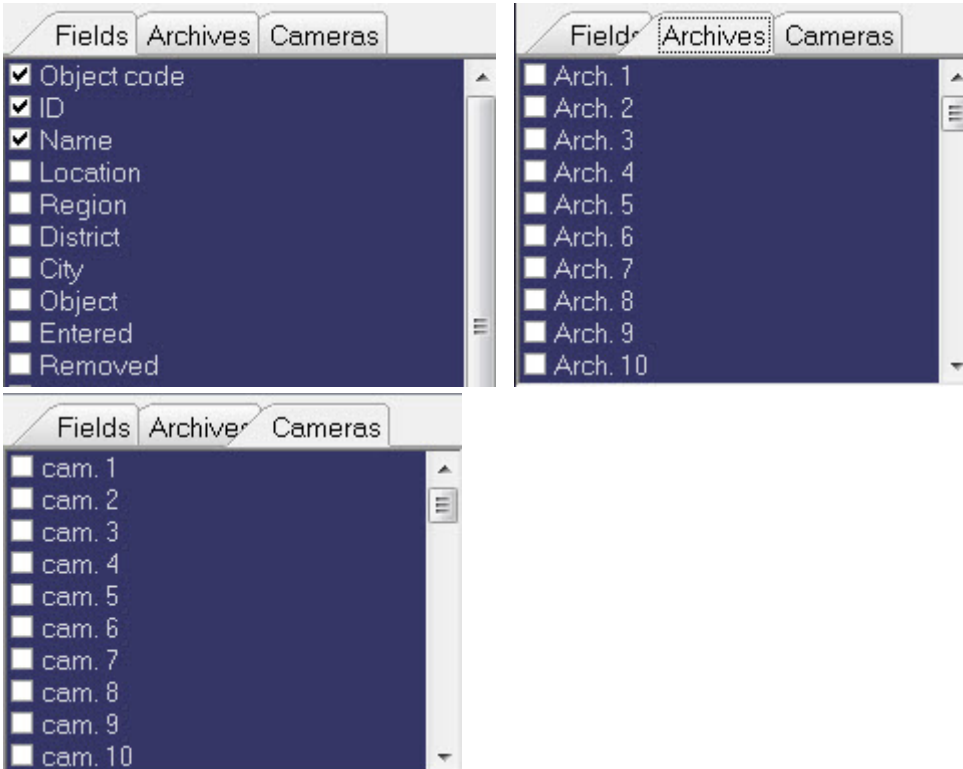 Fields Archives Cameras
Object code
ID
Name
Location
Region
District
City
Object
Entered
Removed
Field Archives Cameras
Arch. 1
Arch. 2
Arch. 3
Arch. 4
Arch. 5
Arch. 6
Arch. 7
Arch. 8
Arch. 9
Arch. 10
Fields Archive Cameras
cam. 1
cam. 2
cam. 3
cam. 4
cam. 5
cam. 6
cam. 7
cam. 8
cam. 9
cam. 10